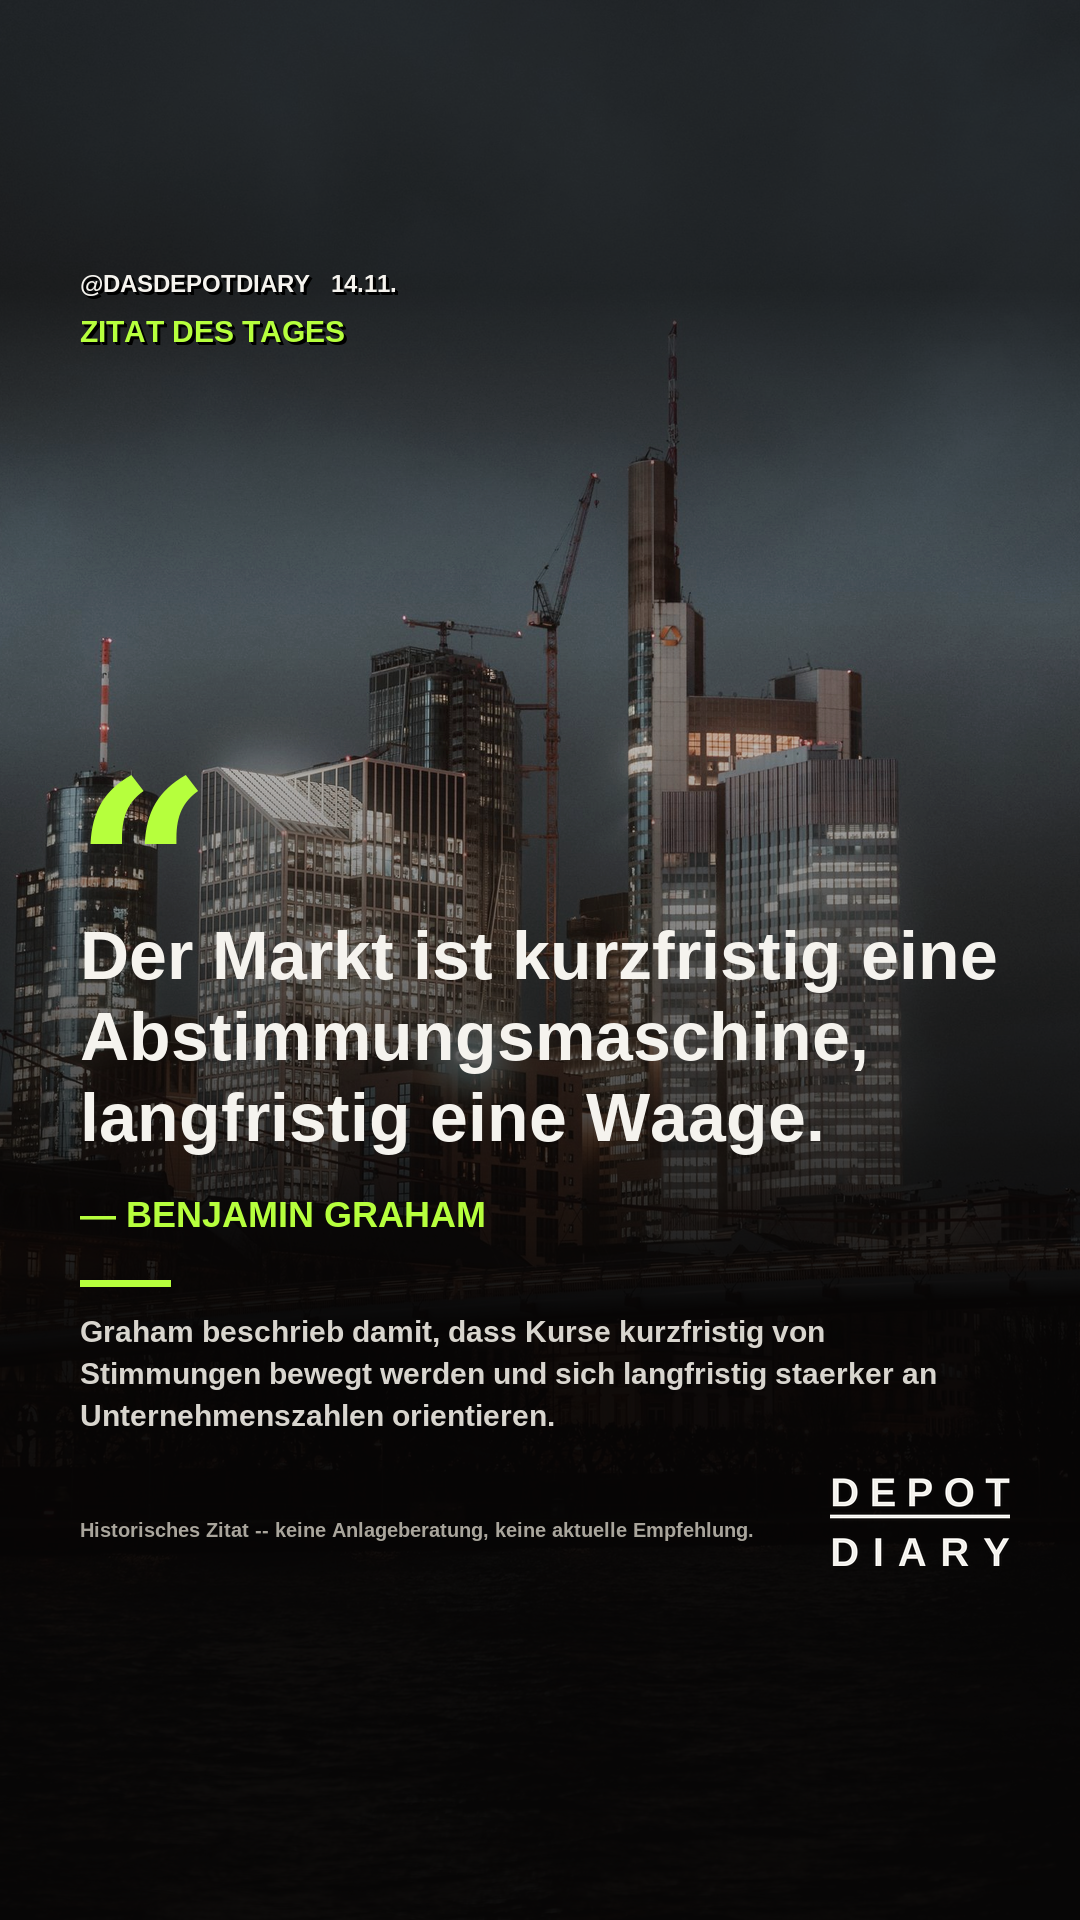 @DASDEPOTDIARY 14.11.
ZITAT DES TAGES
“
Der Markt ist kurzfristig eine
Abstimmungsmaschine,
langfristig eine Waage.
— BENJAMIN GRAHAM
Graham beschrieb damit, dass Kurse kurzfristig von
Stimmungen bewegt werden und sich langfristig staerker an
Unternehmenszahlen orientieren.
Historisches Zitat -- keine Anlageberatung, keine aktuelle Empfehlung.
DEPOT
DIARY